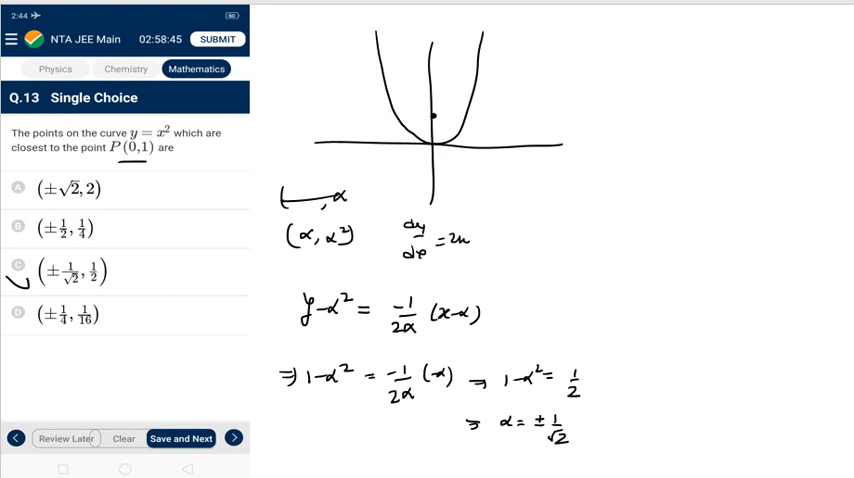 2:44
NTA JEE Main 02:58:45 SUBMIT
Physics Chemistry Mathematics
Q.13 Single Choice
The points on the curve y = x² which are
closest to the point P(0,1) are
A (±√2, 2)
B (±1/2, 1/4)
C (±1/√2, 1/2)
D (±1/4, 1/16)
Review Later Clear Save and Next
, α
(α, α²) dy/dx = 2x
y-α² = -1/2α (x-α)
⇒ 1-α² = -1/2α (-α) ⇒ 1-α² = 1/2
⇒ α = ± 1/√2